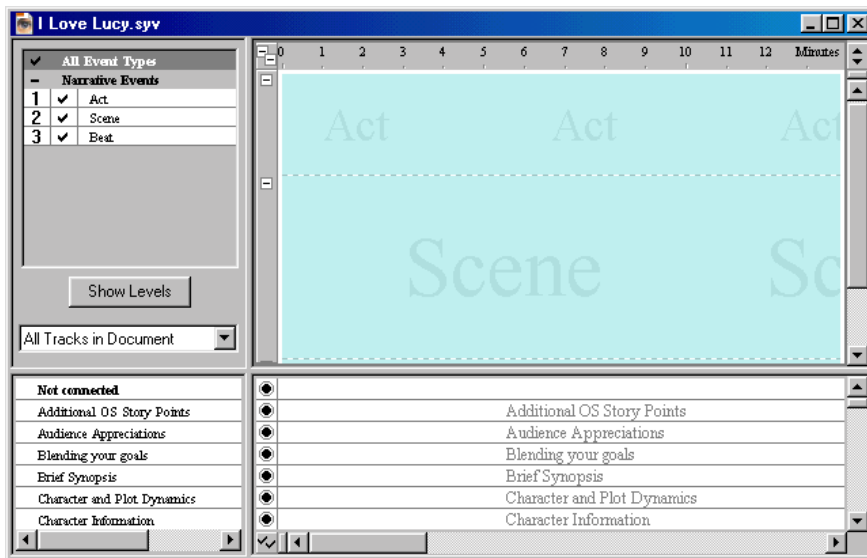 I Love Lucy.syv
All Event Types
Narrative Events
1 Act
2 Scene
3 Beat
Show Levels
All Tracks in Document
0 1 2 3 4 5 6 7 8 9 10 11 12 Minutes
Act Act Act
Scene Sc
Not connected
Additional OS Story Points
Audience Appreciations
Blending your goals
Brief Synopsis
Character and Plot Dynamics
Character Information
Additional OS Story Points
Audience Appreciations
Blending your goals
Brief Synopsis
Character and Plot Dynamics
Character Information